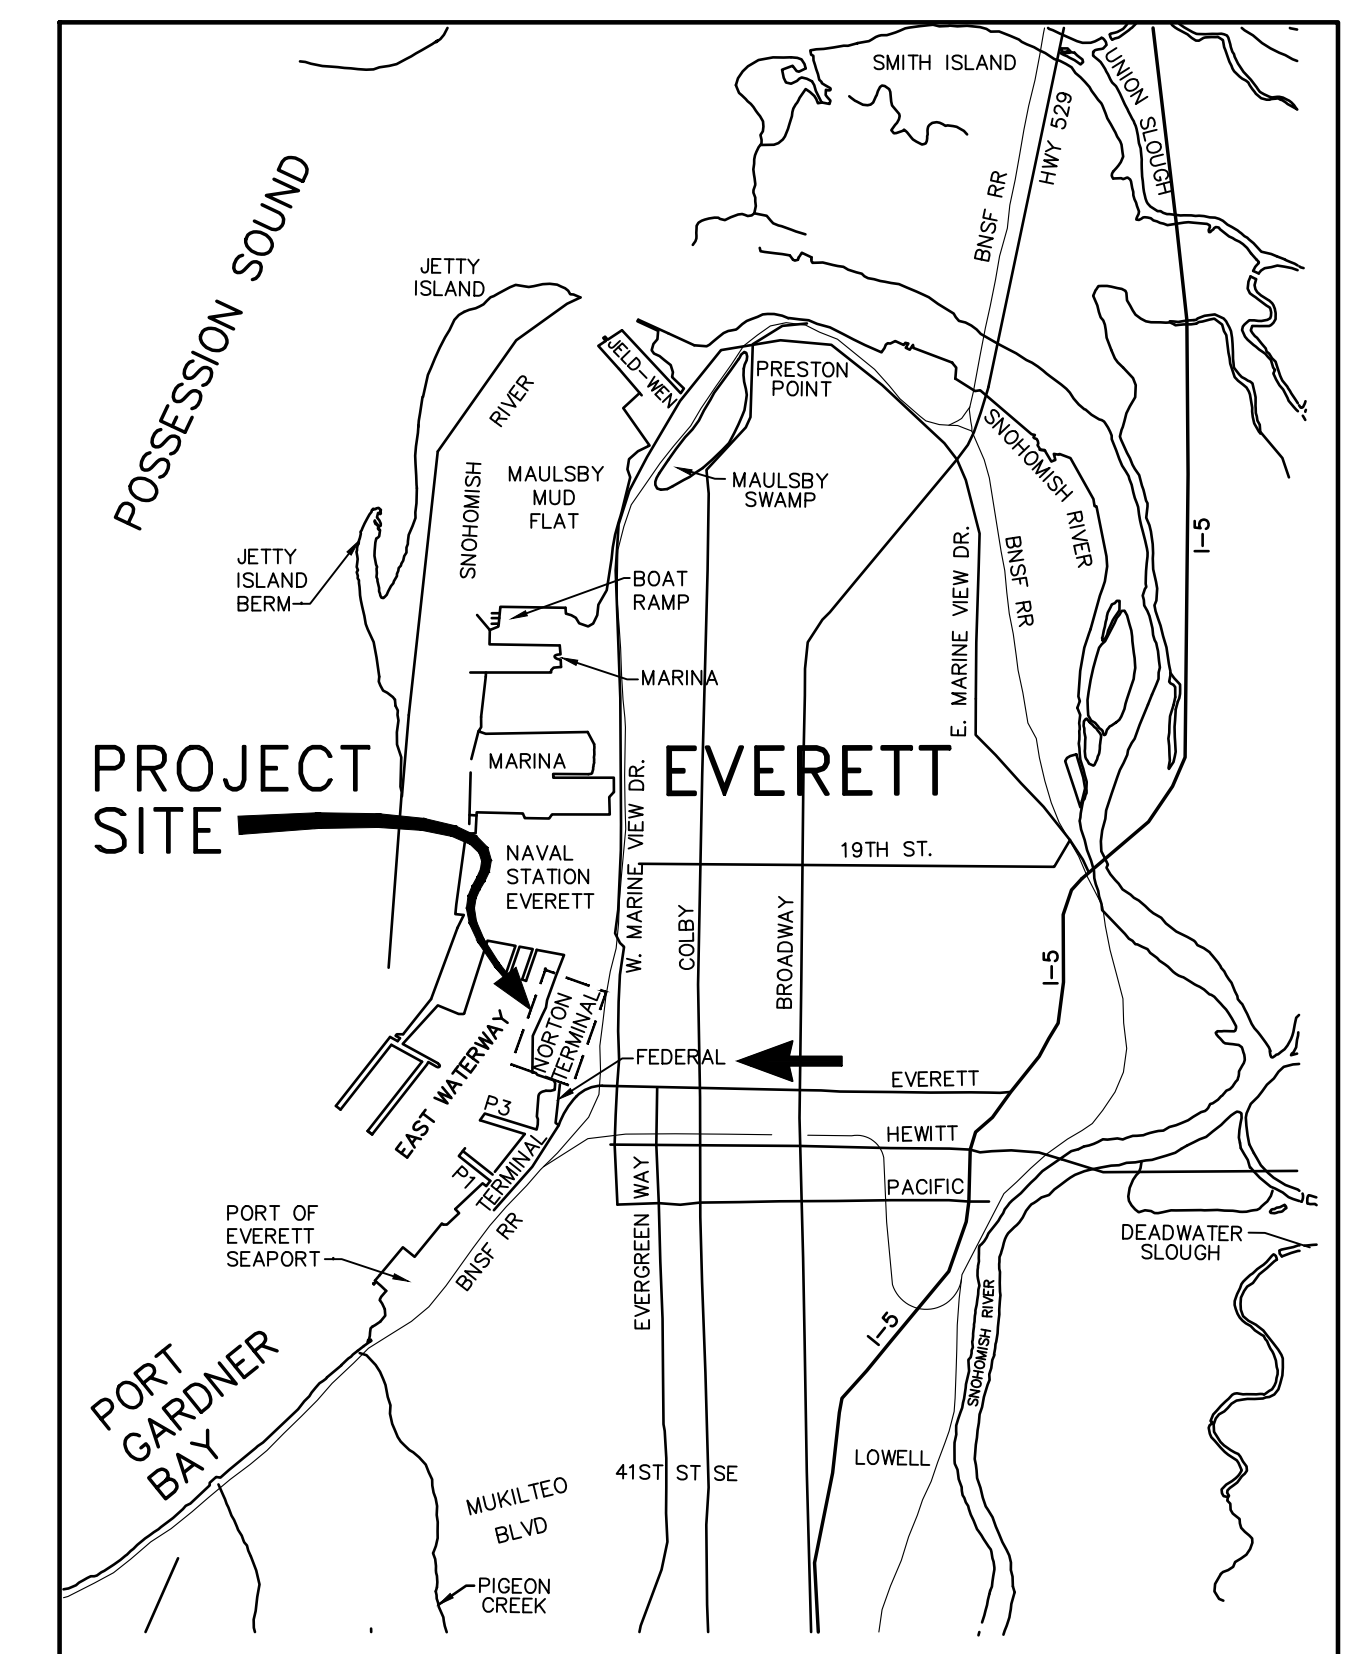 SMITH ISLAND
UNION SLOUGH
HWY 529
BNSF RR
POSSESSION SOUND
JETTY
ISLAND
RIVER
SNOHOMISH
JELD-WEN
PRESTON
POINT
MAULSBY
MUD
FLAT
MAULSBY
SWAMP
SNOHOMISH RIVER
I-5
JETTY
ISLAND
BERM
BOAT
RAMP
MARINA
BNSF RR
E. MARINE VIEW DR.
PROJECT
SITE
MARINA
EVERETT
W. MARINE VIEW DR.
19TH ST.
NAVAL
STATION
EVERETT
COLBY
BROADWAY
I-5
NORTON
TERMINAL
EAST WATERWAY
FEDERAL
EVERETT
P3
HEWITT
P1
TERMINAL
PACIFIC
PORT OF
EVERETT
SEAPORT
BNSF RR
EVERGREEN WAY
DEADWATER
SLOUGH
I-5
SNOHOMISH RIVER
PORT
GARDNER
BAY
LOWELL
41ST ST SE
MUKILTEO
BLVD
PIGEON
CREEK